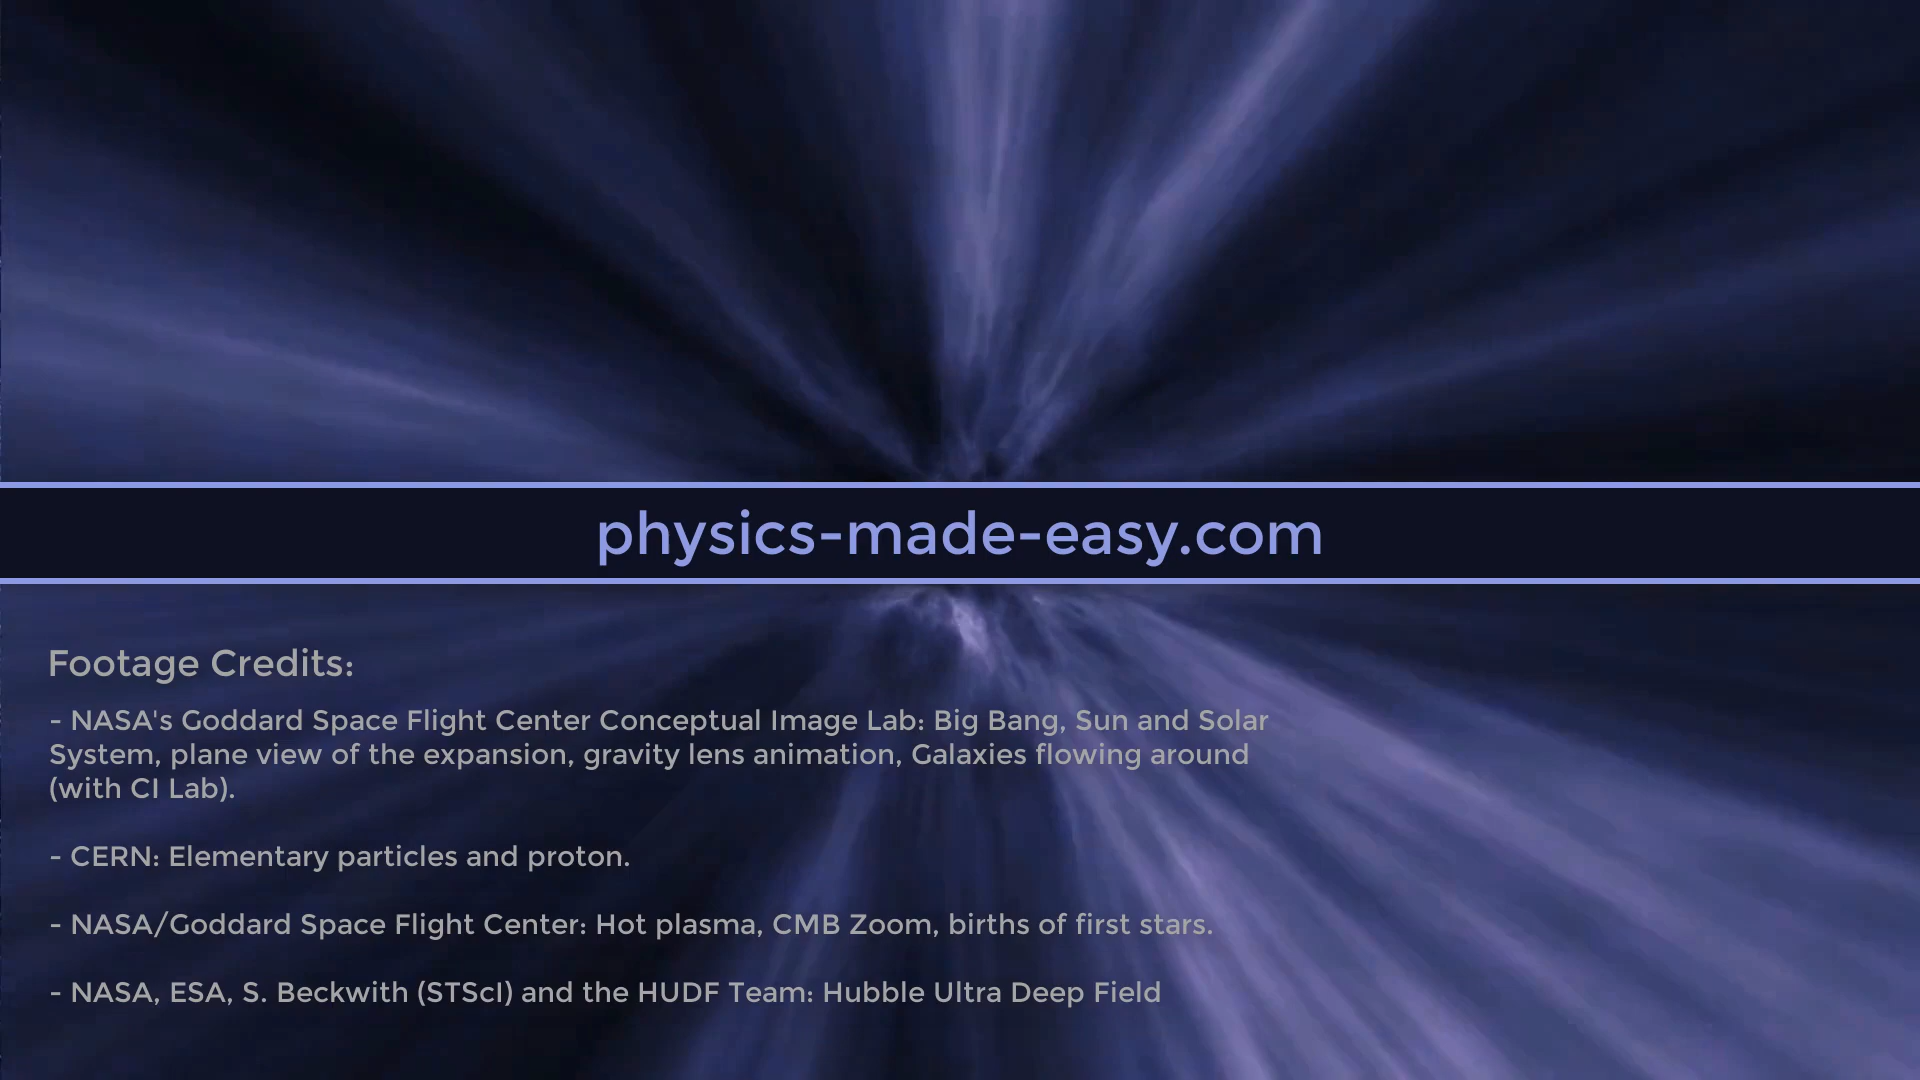 physics-made-easy.com
Footage Credits:
- NASA's Goddard Space Flight Center Conceptual Image Lab: Big Bang, Sun and Solar
System, plane view of the expansion, gravity lens animation, Galaxies flowing around
(with CI Lab).
- CERN: Elementary particles and proton.
- NASA/Goddard Space Flight Center: Hot plasma, CMB Zoom, births of first stars.
- NASA, ESA, S. Beckwith (STScI) and the HUDF Team: Hubble Ultra Deep Field